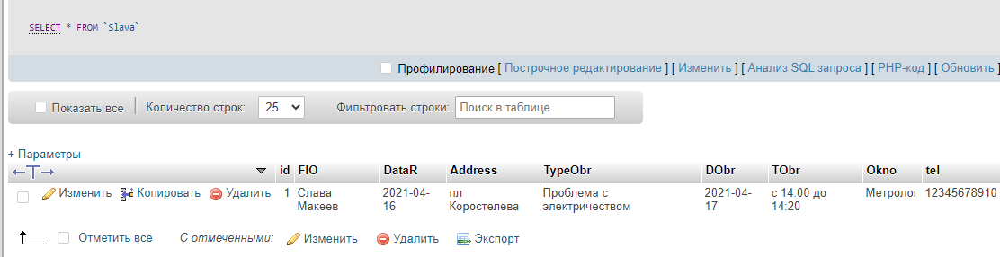 SELECT * FROM `Slava`
Профилирование [ Построчное редактирование ] [ Изменить ] [ Анализ SQL запроса ] [ PHP-код ] [ Обновить ]
Показать все Количество строк: 25 Фильтровать строки: Поиск в таблице
+ Параметры
←T→ id FIO DataR Address TypeObr DObr TObr Okno tel
Изменить Копировать Удалить 1 Слава 2021-04- пл Проблема с 2021-04- с 14:00 до Метролог 12345678910
Макеев 16 Коростелева электричеством 17 14:20
Отметить все С отмеченными: Изменить Удалить Экспорт